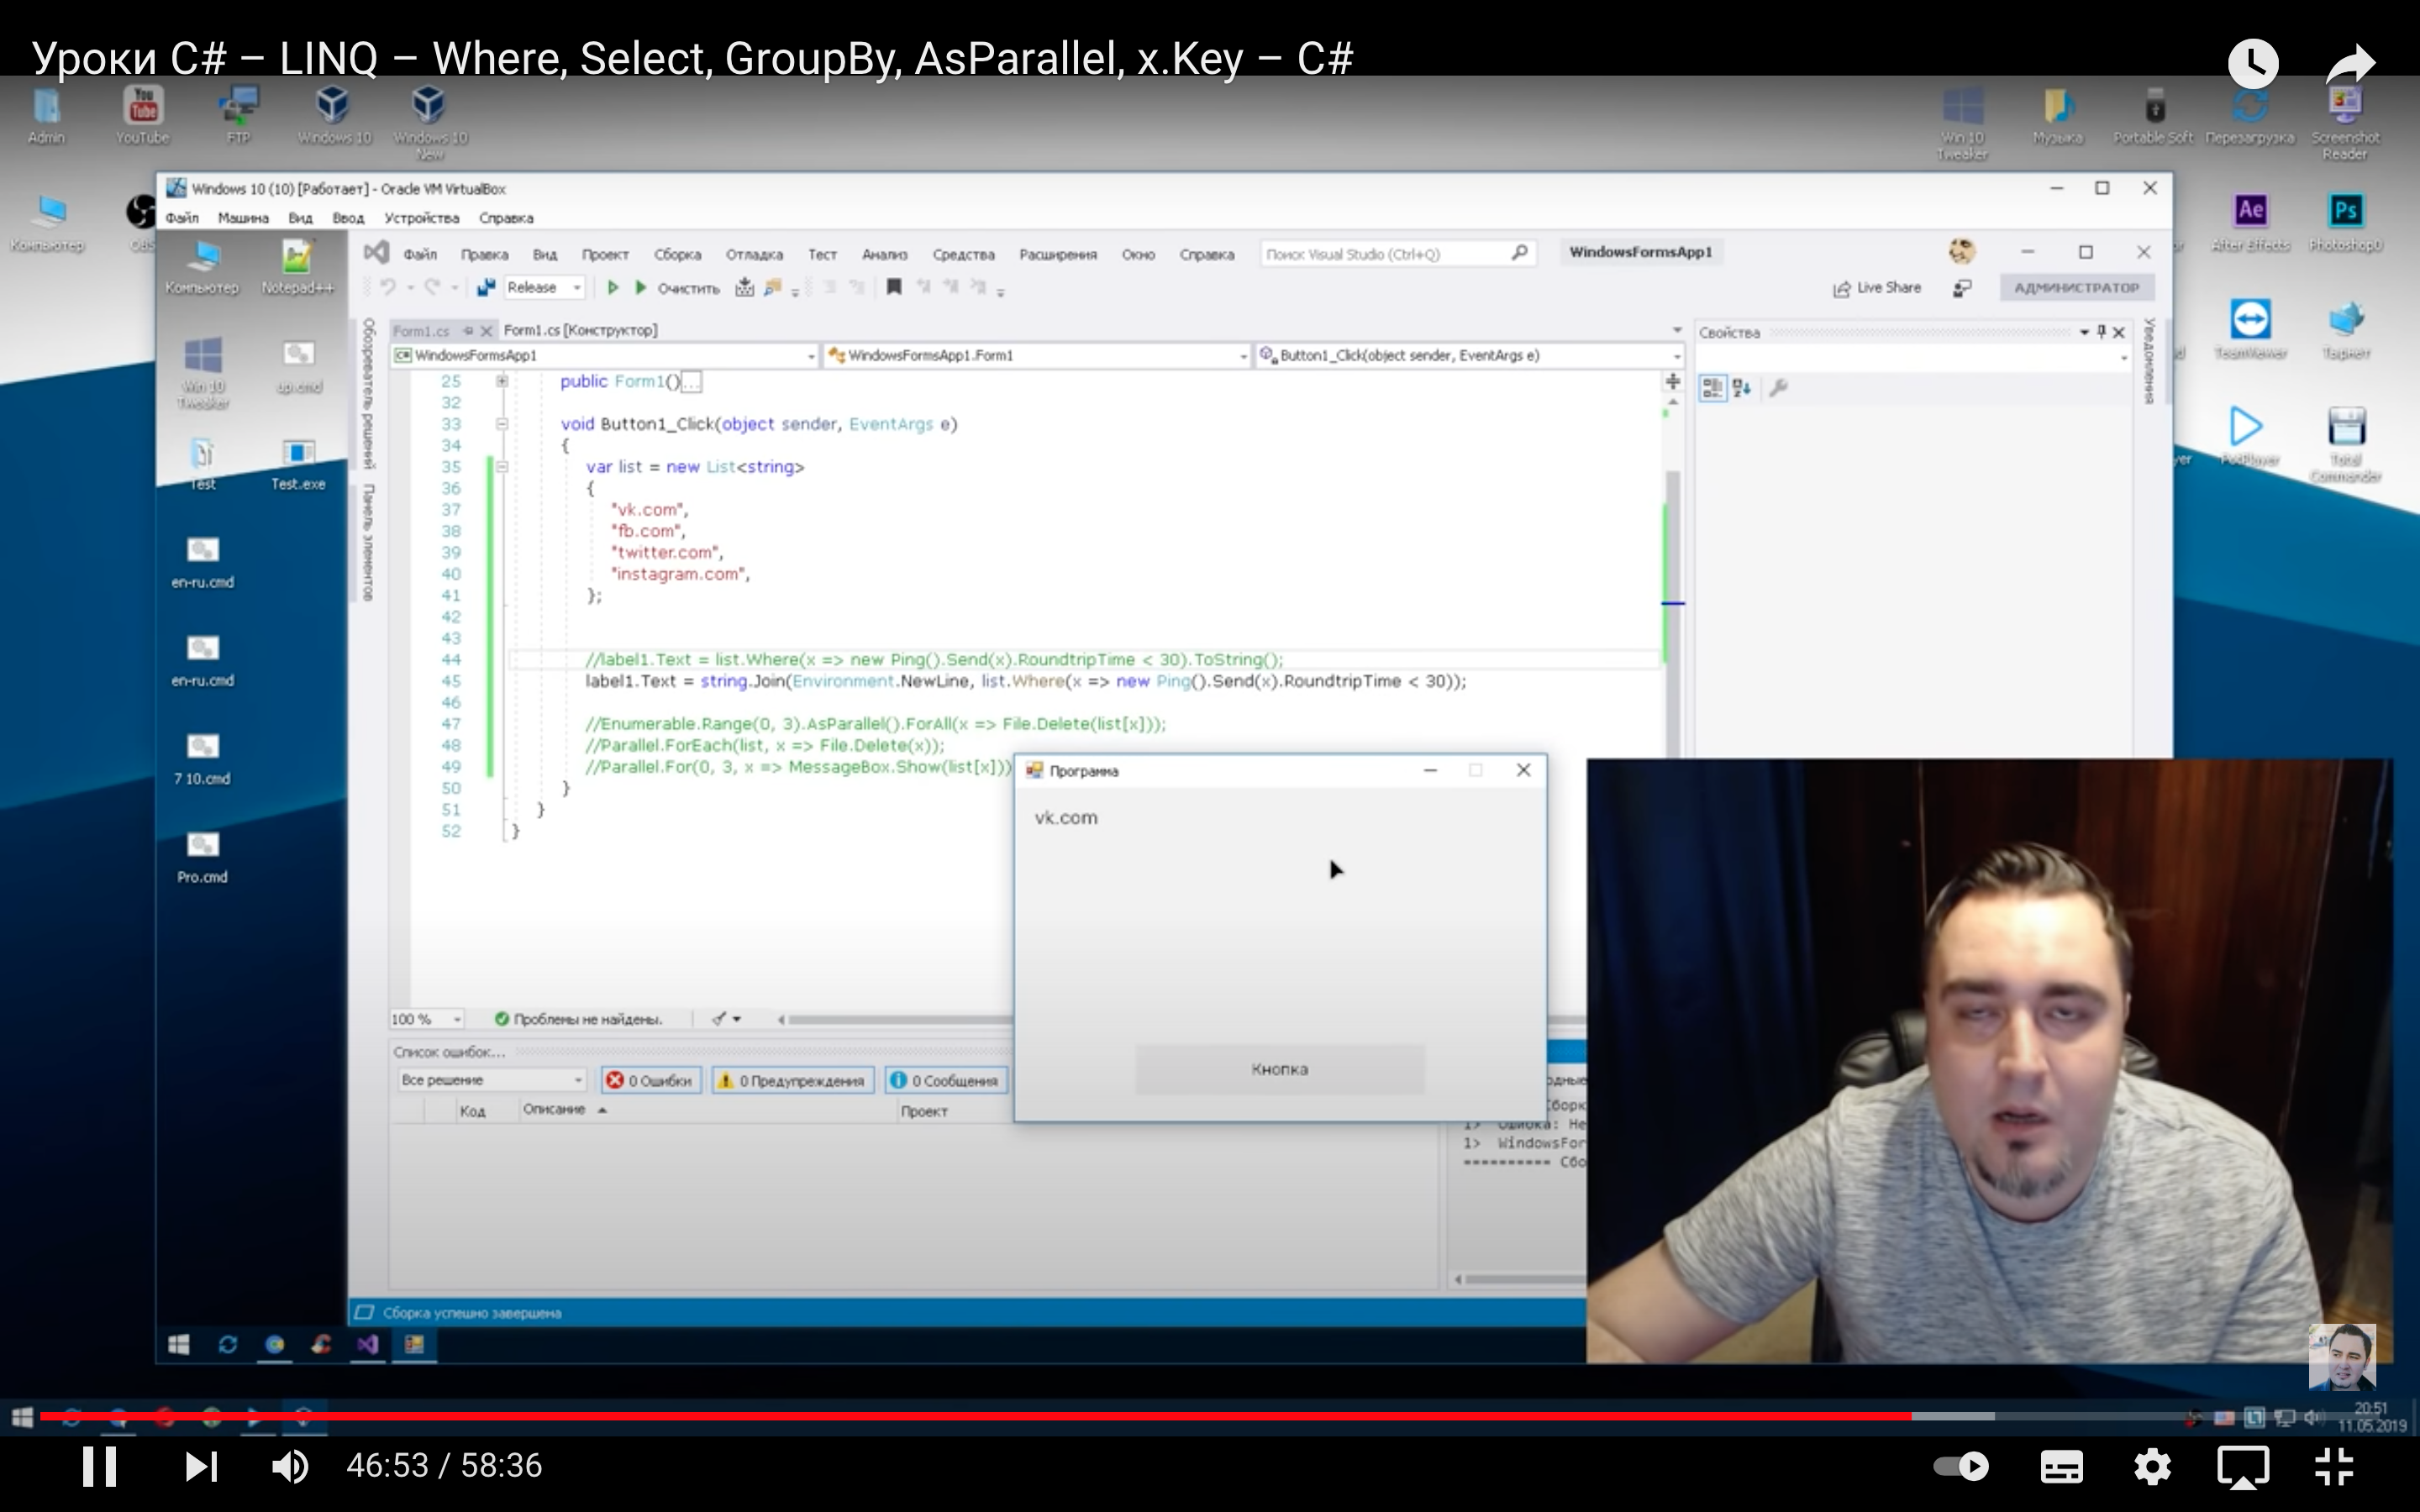 Уроки C# – LINQ – Where, Select, GroupBy, AsParallel, x.Key – C#
Admin
YouTube
FTP
Windows 10
Windows 10 New
Win 10 Tweaker
Музыка
Portable Soft
Перезагрузка
Screenshot Reader
Компьютер
After Effects
TeamViewer
PotPlayer
Total Commander
Windows 10 (10) [Работает] - Oracle VM VirtualBox
Файл Машина Вид Ввод Устройства Справка
Компьютер
Notepad++
Win 10 Tweaker
Test
Test.exe
en-ru.cmd
en-ru.cmd
7 10.cmd
Pro.cmd
Файл Правка Вид Проект Сборка Отладка Тест Анализ Средства Расширения Окно Справка
Поиск Visual Studio (Ctrl+Q)
WindowsFormsApp1
Release
Очистить
Live Share
АДМИНИСТРАТОР
Обозреватель решений
Панель элементов
Form1.cs
Form1.cs [Конструктор]
WindowsFormsApp1
WindowsFormsApp1.Form1
Button1_Click(object sender, EventArgs e)
Свойства
Уведомления
25 public Form1()...
32
33 void Button1_Click(object sender, EventArgs e)
34 {
35 var list = new List<string>
36 {
37 "vk.com",
38 "fb.com",
39 "twitter.com",
40 "instagram.com",
41 };
42
43
44 //label1.Text = list.Where(x => new Ping().Send(x).RoundtripTime < 30).ToString();
45 label1.Text = string.Join(Environment.NewLine, list.Where(x => new Ping().Send(x).RoundtripTime < 30));
46
47 //Enumerable.Range(0, 3).AsParallel().ForAll(x => File.Delete(list[x]));
48 //Parallel.ForEach(list, x => File.Delete(x));
49 //Parallel.For(0, 3, x => MessageBox.Show(list[x]))
50 }
51 }
52 }
Программа
vk.com
Кнопка
100 %
Проблемы не найдены.
Список ошибок...
Все решение
0 Ошибки
0 Предупреждения
0 Сообщения
Код
Описание
Проект
1> WindowsFor
========== Сбо
Сборка успешно завершена
20:51
11.05.2019
46:53 / 58:36